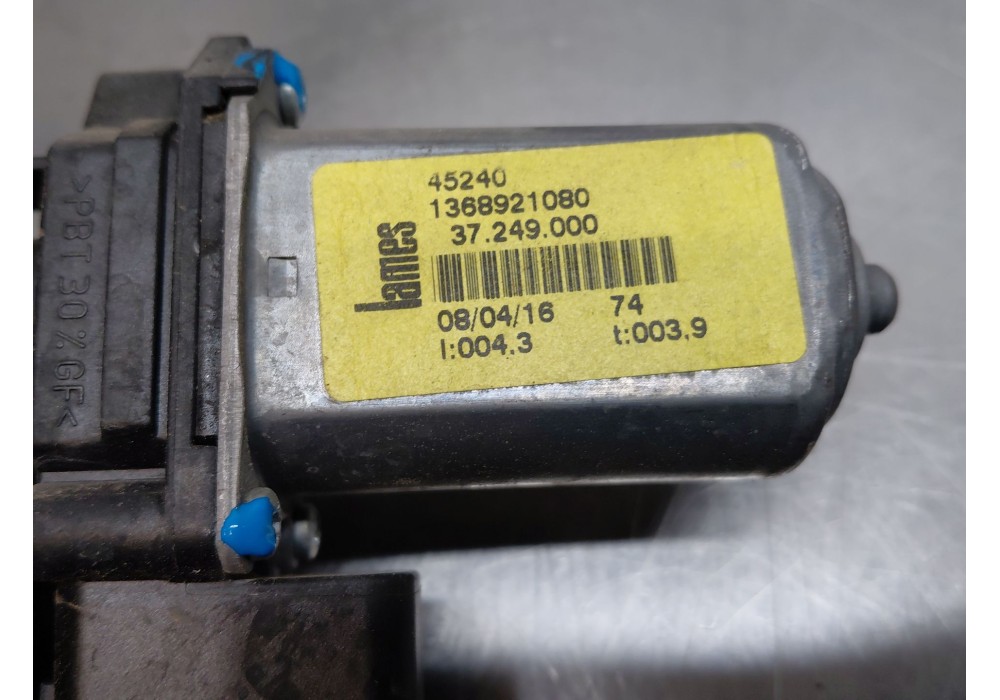 45240
1368921080
37.249.000
Lames
08/04/16 74
I:004.3 t:003,9
>PBT 30%GF<